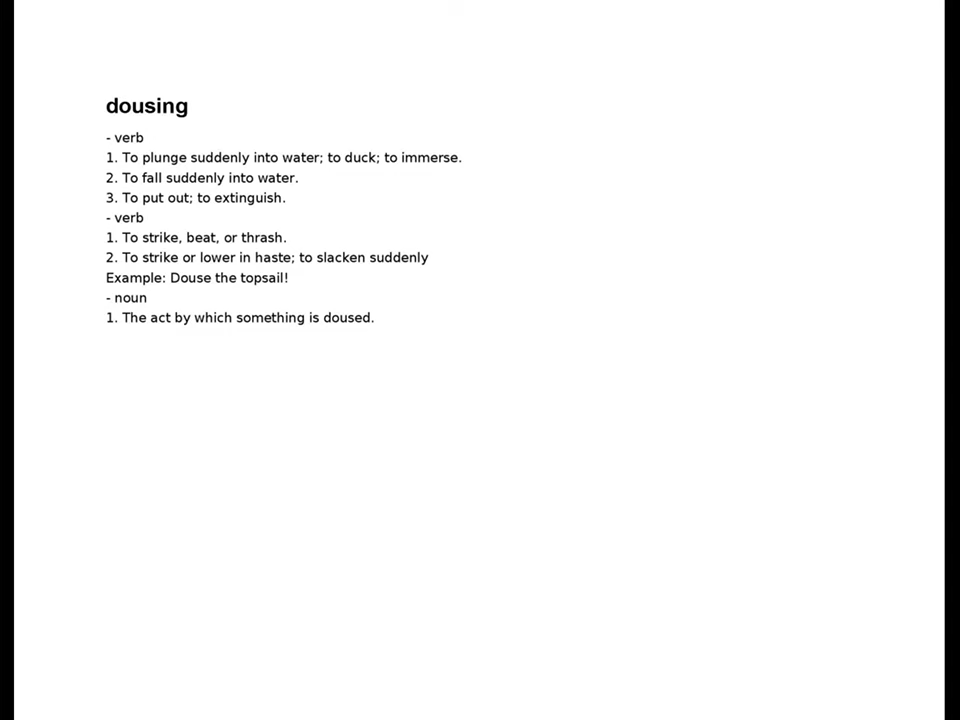 dousing
- verb
1. To plunge suddenly into water; to duck; to immerse.
2. To fall suddenly into water.
3. To put out; to extinguish.
- verb
1. To strike, beat, or thrash.
2. To strike or lower in haste; to slacken suddenly
Example: Douse the topsail!
- noun
1. The act by which something is doused.